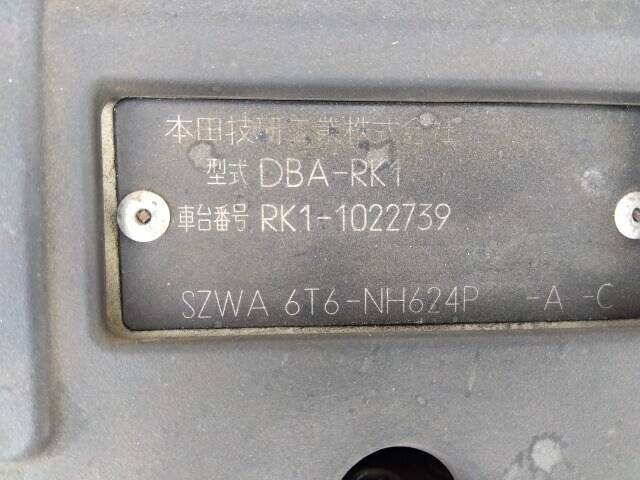 本田技研工業株式会社
型式 DBA-RK1
車台番号 RK1-1022739
SZWA 6T6-NH624P -A -C